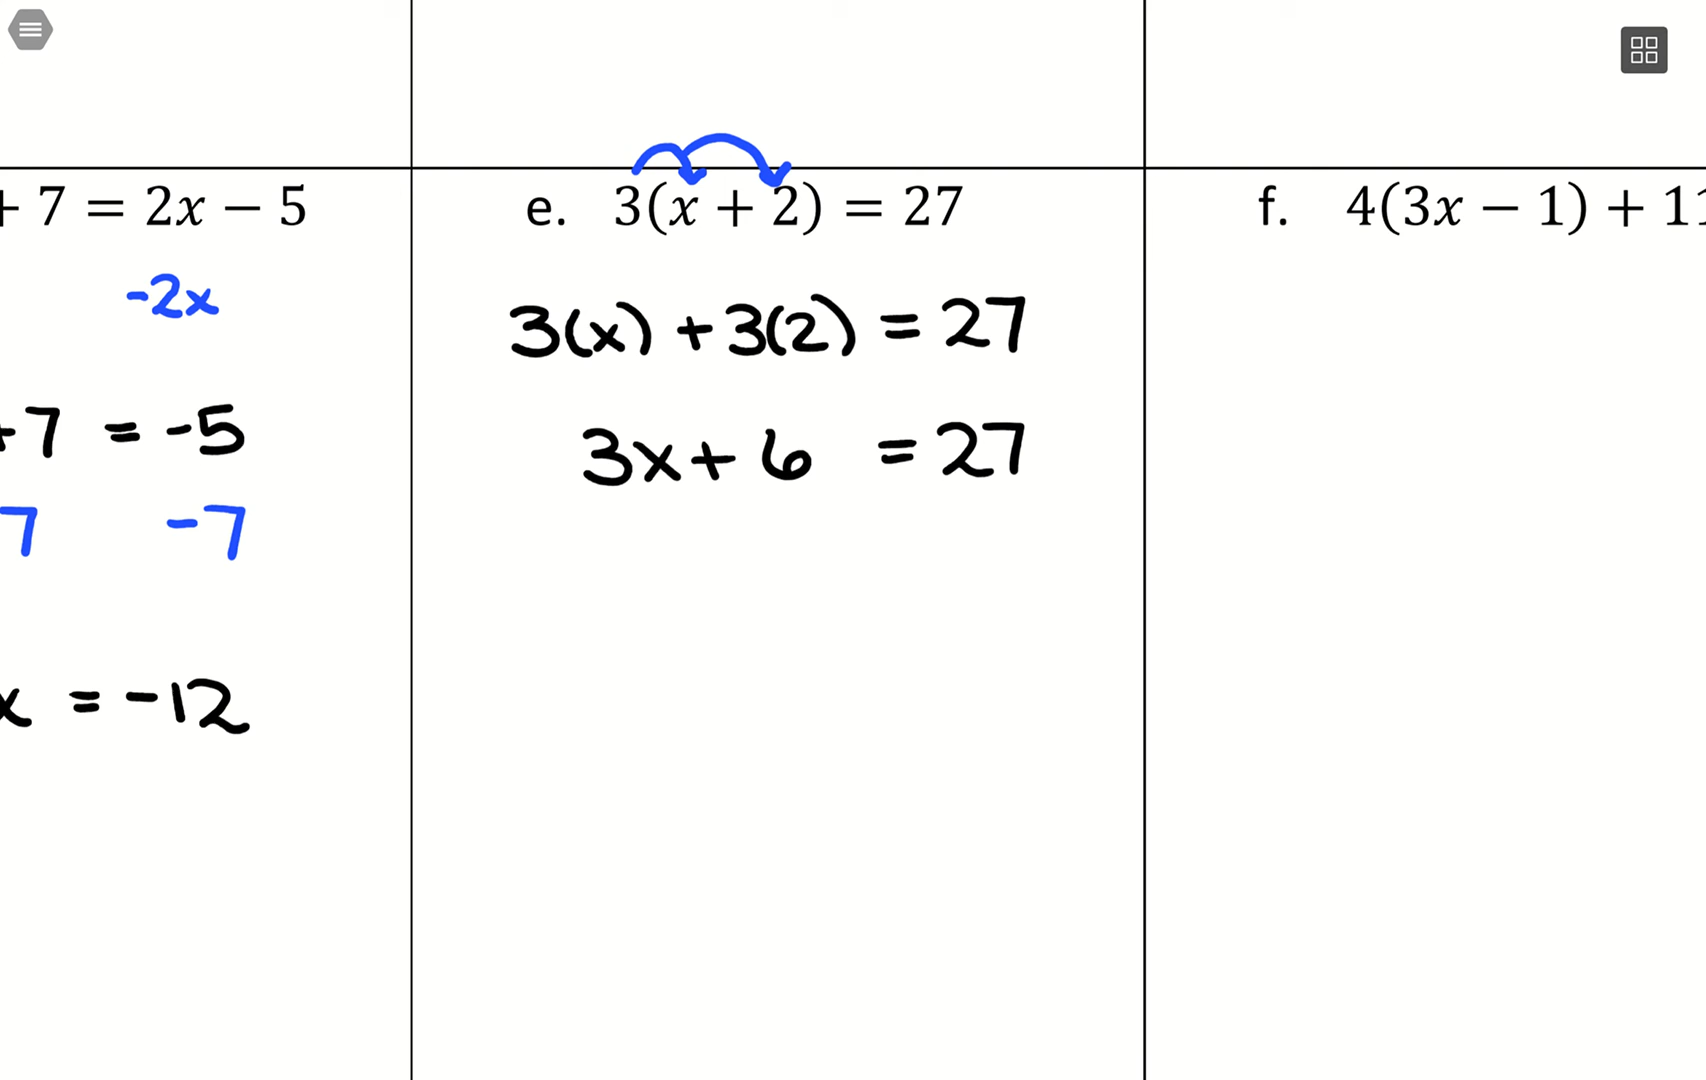 + 7 = 2x − 5
-2x
+7 = -5
7 -7
x = -12
e. 3(x + 2) = 27
3(x) + 3(2) = 27
3x + 6 = 27
f. 4(3x − 1) + 11